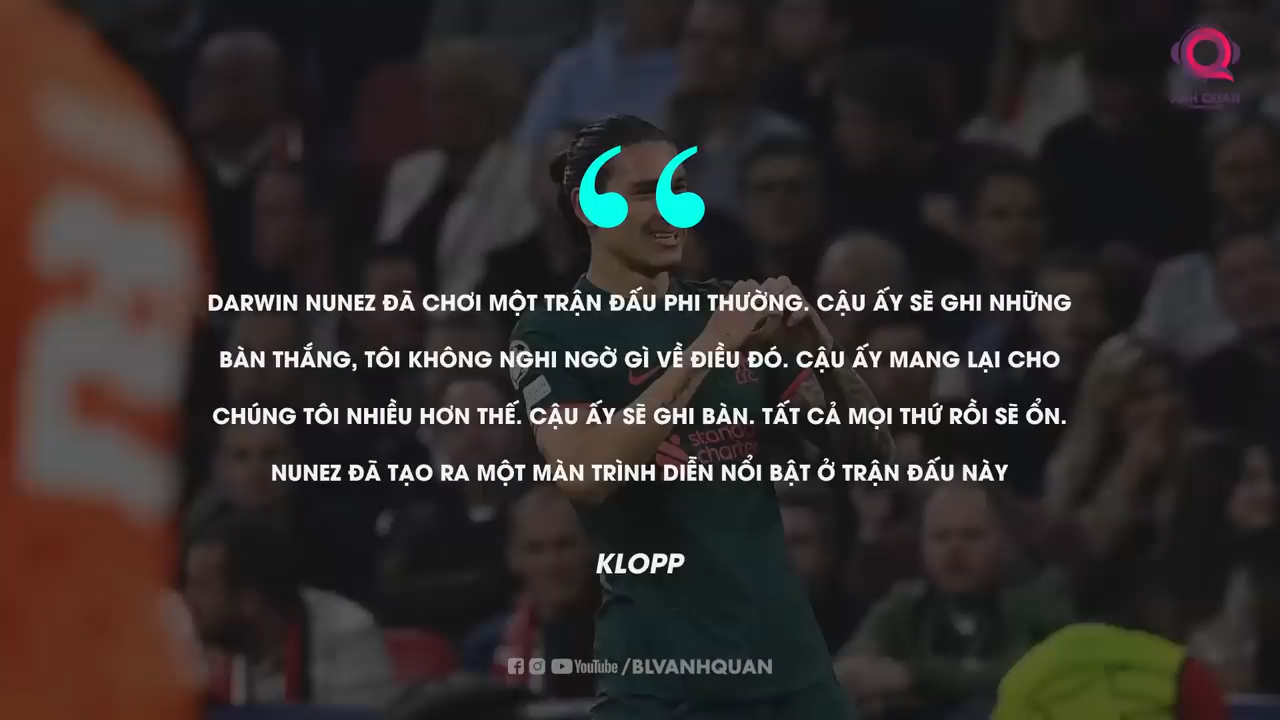 ANH QUAN
DARWIN NUNEZ ĐÃ CHƠI MỘT TRẬN ĐẤU PHI THƯỜNG. CẬU ẤY SẼ GHI NHỮNG
BÀN THẮNG, TÔI KHÔNG NGHI NGỜ GÌ VỀ ĐIỀU ĐÓ. CẬU ẤY MANG LẠI CHO
CHÚNG TÔI NHIỀU HƠN THẾ. CẬU ẤY SẼ GHI BÀN. TẤT CẢ MỌI THỨ RỒI SẼ ỔN.
NUNEZ ĐÃ TẠO RA MỘT MÀN TRÌNH DIỄN NỔI BẬT Ở TRẬN ĐẤU NÀY
KLOPP
YouTube /BLVANHQUAN